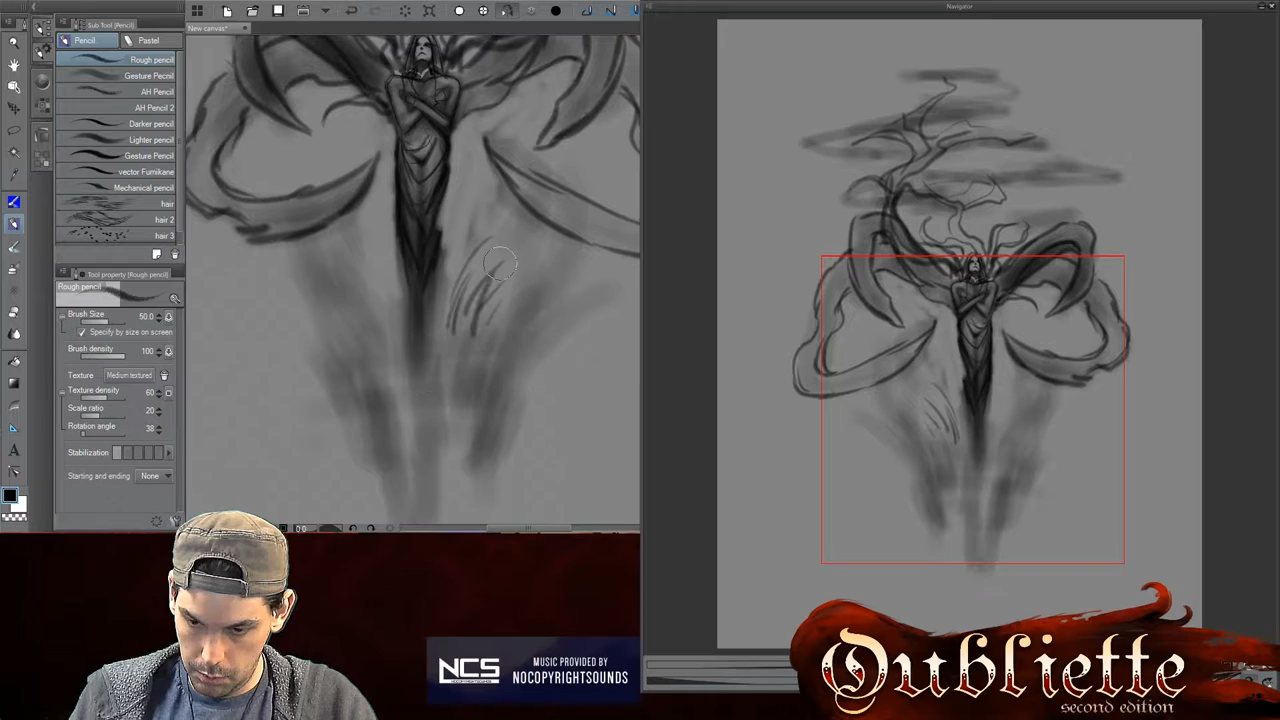 Sub Tool [Pencil]
Pencil
Pastel
Rough pencil
Gesture Pecnil
AH Pencil
AH Pencil 2
Darker pencil
Lighter pencil
Gesture Pencil
vector Fumikane
Mechanical pencil
hair
hair 2
hair 3
Tool property [Rough pencil]
Rough pencil
Brush Size 50.0
Specify by size on screen
Brush density 100
Texture Medium textured
Texture density 60
Scale ratio 20
Rotation angle 38
Stabilization
Starting and ending None
New canvas*
Navigator
NCS
MUSIC PROVIDED BY
NOCOPYRIGHTSOUNDS
Oubliette
second edition